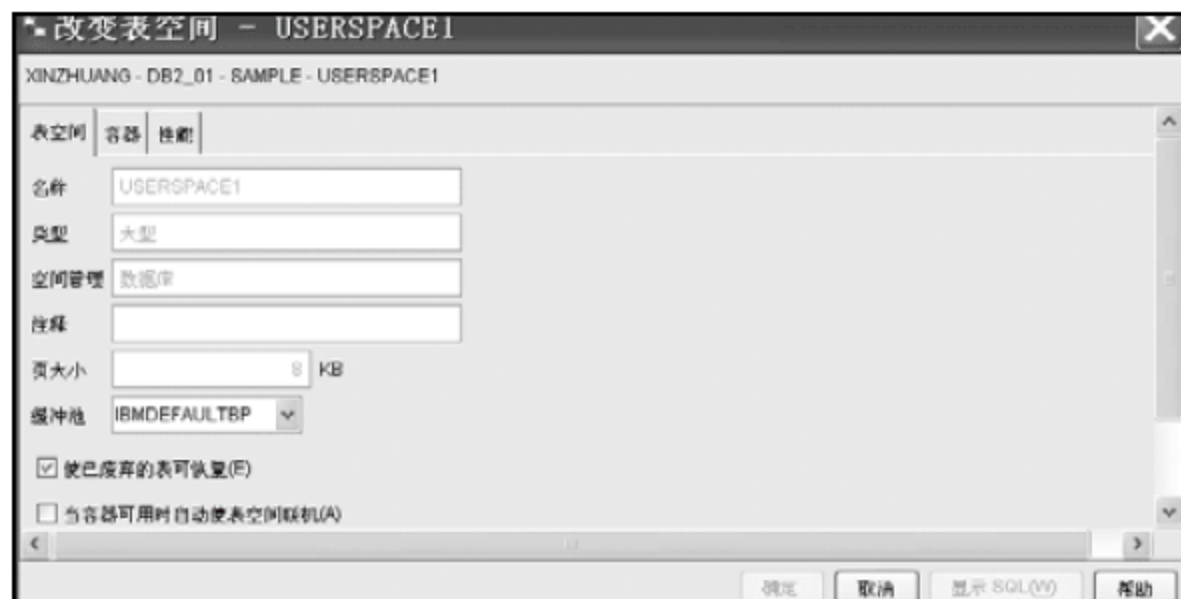 改变表空间 - USERSPACE1
XINZHUANG - DB2_01 - SAMPLE - USERSPACE1
表空间 容器 性能
名称 USERSPACE1
类型 大型
空间管理 数据库
注释
页大小 8 KB
缓冲池 IBMDEFAULTBP
使已废弃的表可恢复(E)
当容器可用时自动使表空间联机(A)
确定 取消 显示 SQL(W) 帮助